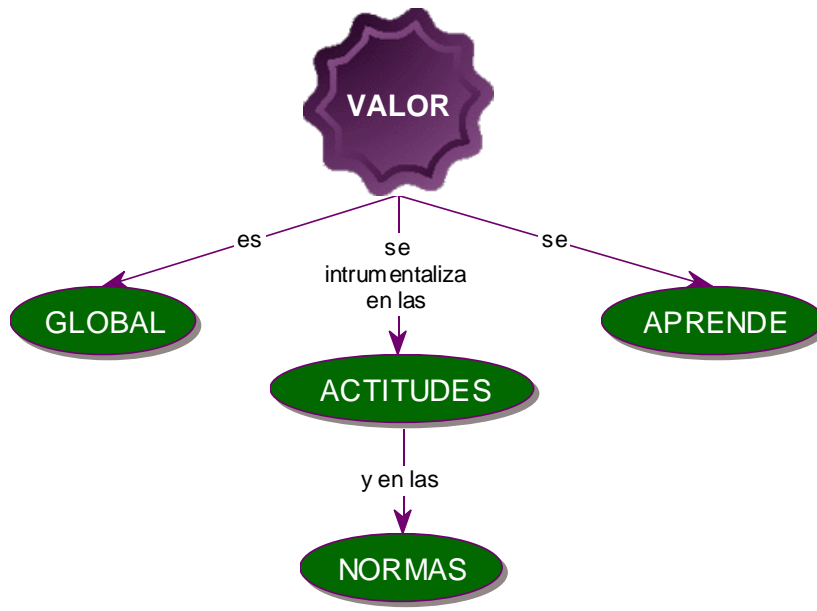 VALOR
es
se
intrumentaliza
en las
se
GLOBAL
APRENDE
ACTITUDES
y en las
NORMAS